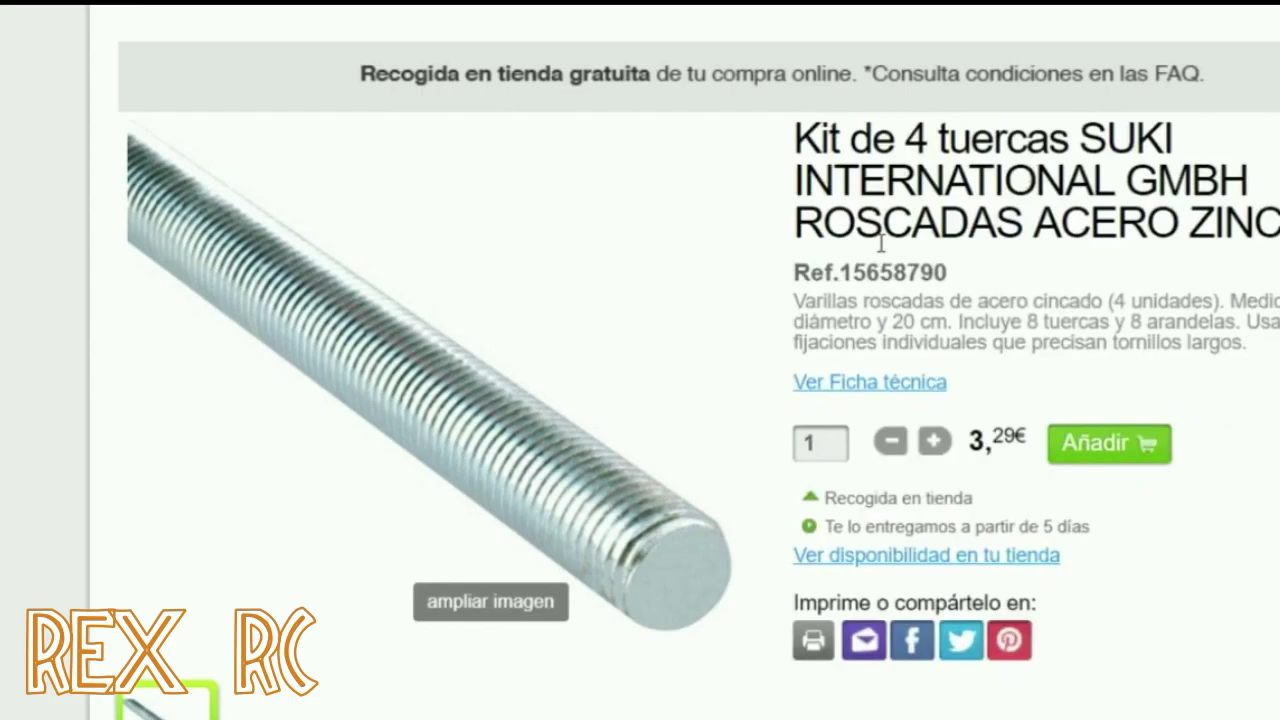 Recogida en tienda gratuita de tu compra online. *Consulta condiciones en las FAQ.
Kit de 4 tuercas SUKI
INTERNATIONAL GMBH
ROSCADAS ACERO ZINC
Ref.15658790
Varillas roscadas de acero cincado (4 unidades). Medid
diámetro y 20 cm. Incluye 8 tuercas y 8 arandelas. Usa
fijaciones individuales que precisan tornillos largos.
Ver Ficha técnica
1 3,29€ Añadir
Recogida en tienda
Te lo entregamos a partir de 5 días
Ver disponibilidad en tu tienda
ampliar imagen
Imprime o compártelo en:
REX RC